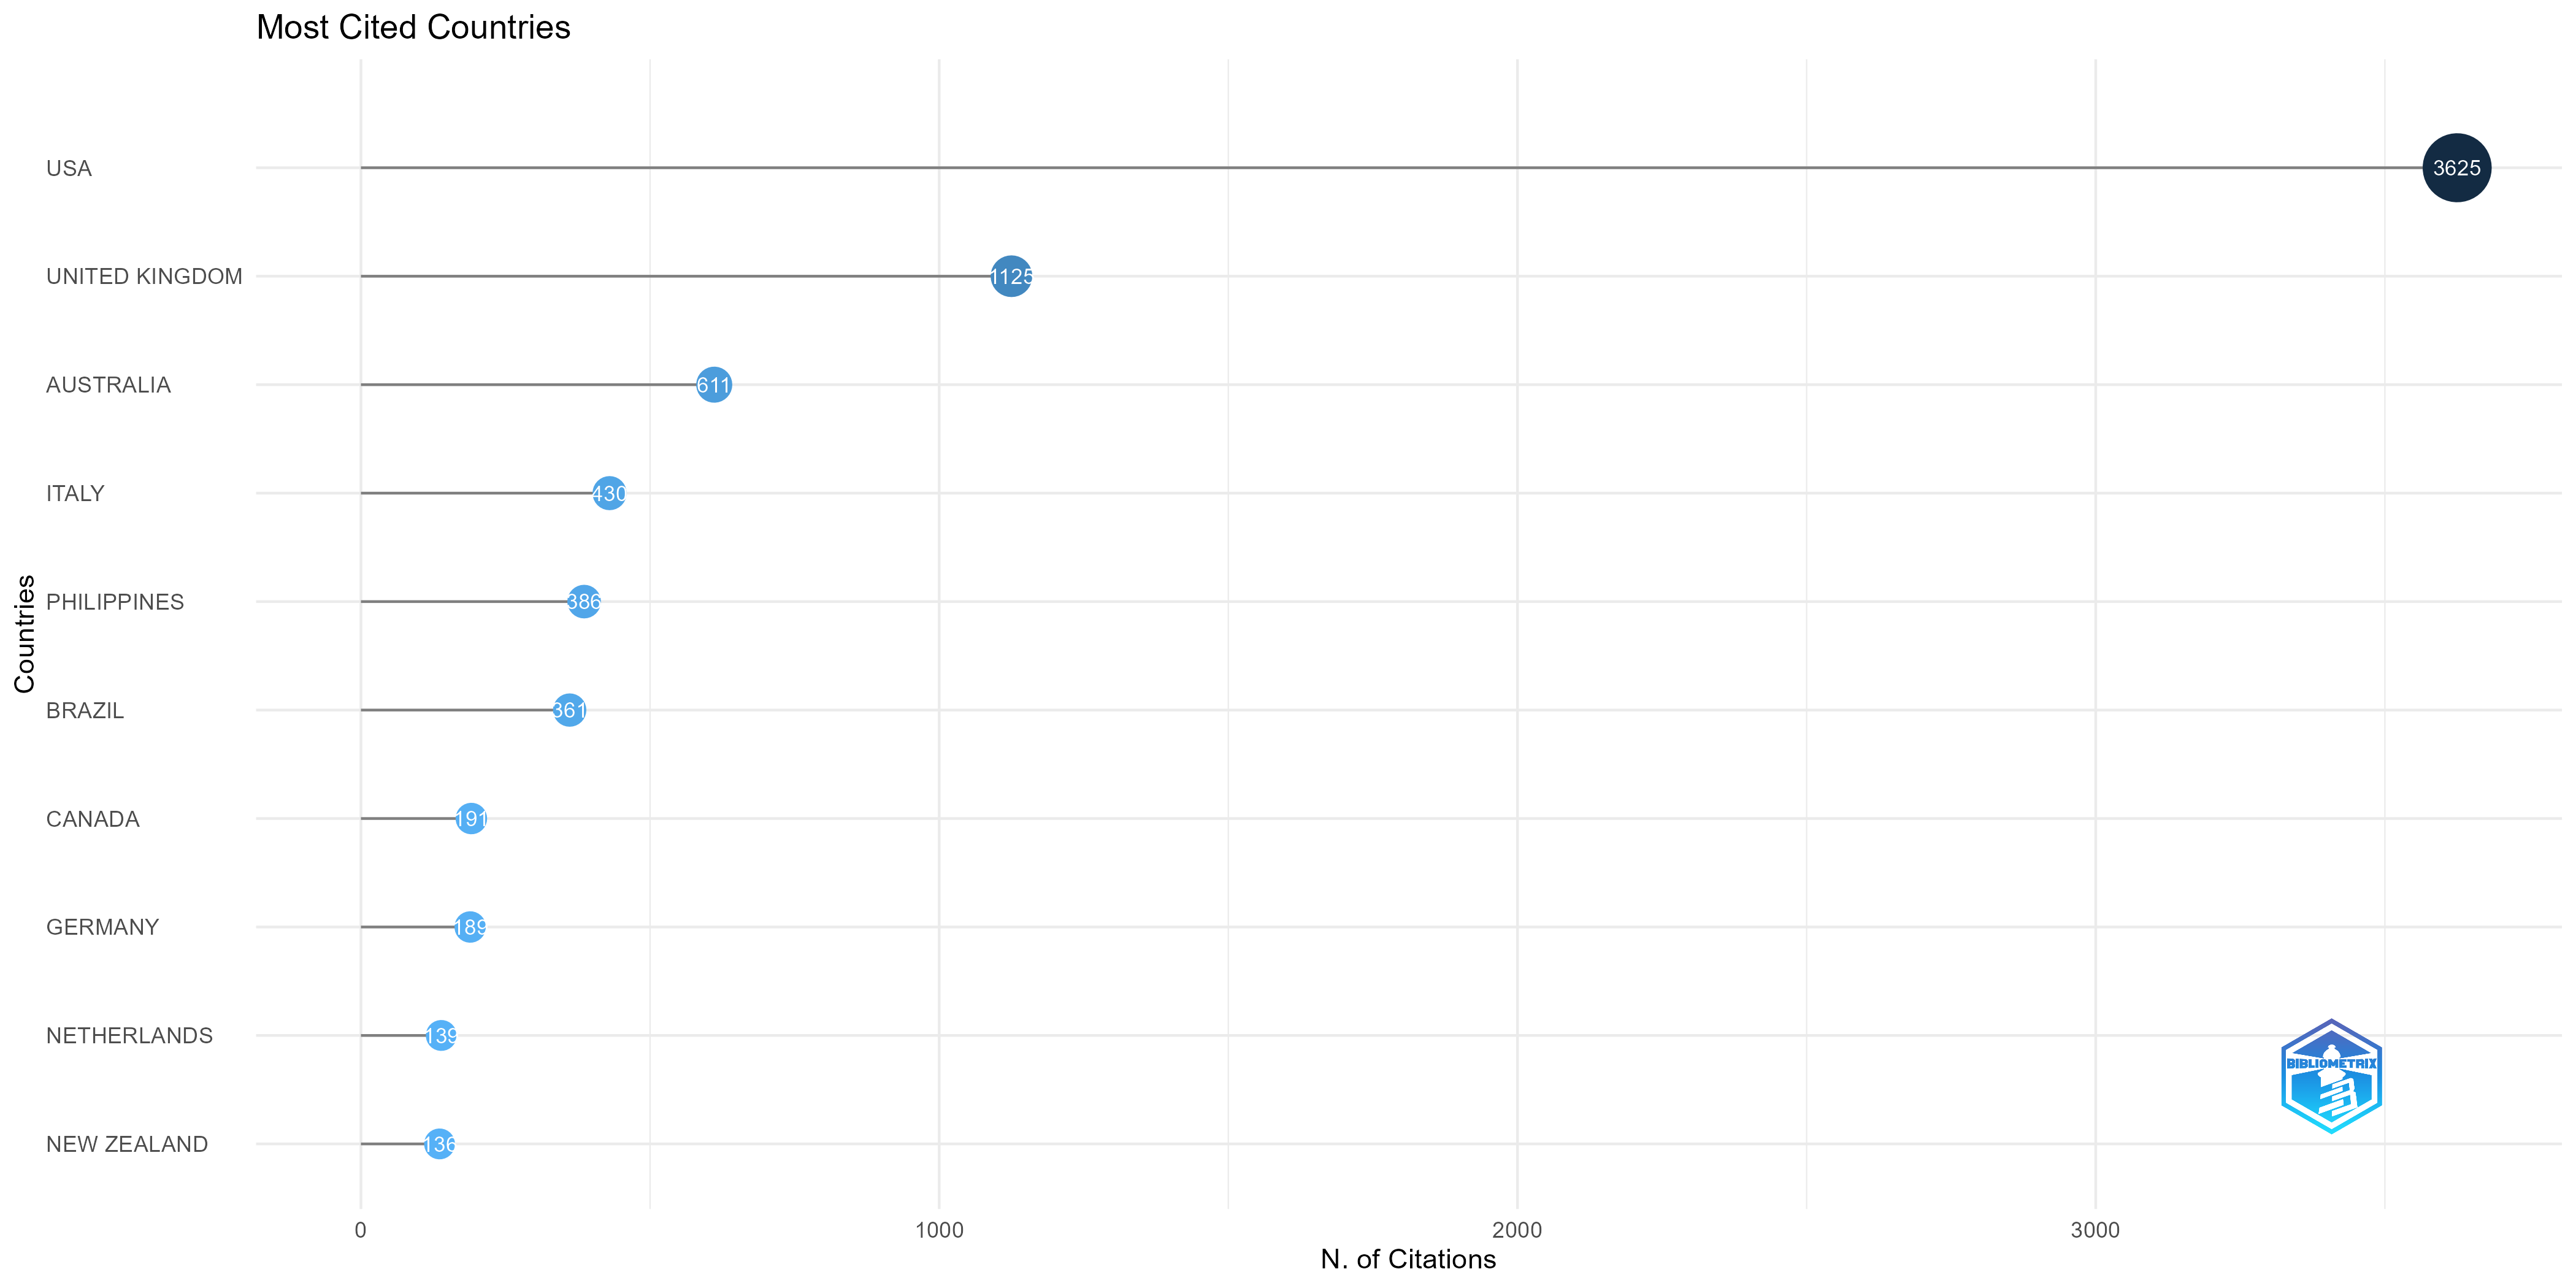 Most Cited Countries
USA
3625
UNITED KINGDOM
1125
AUSTRALIA
611
ITALY
430
Countries
PHILIPPINES
386
BRAZIL
361
CANADA
191
GERMANY
189
NETHERLANDS
139
BIBLIOMETRIX
NEW ZEALAND
136
0 1000 2000 3000
N. of Citations